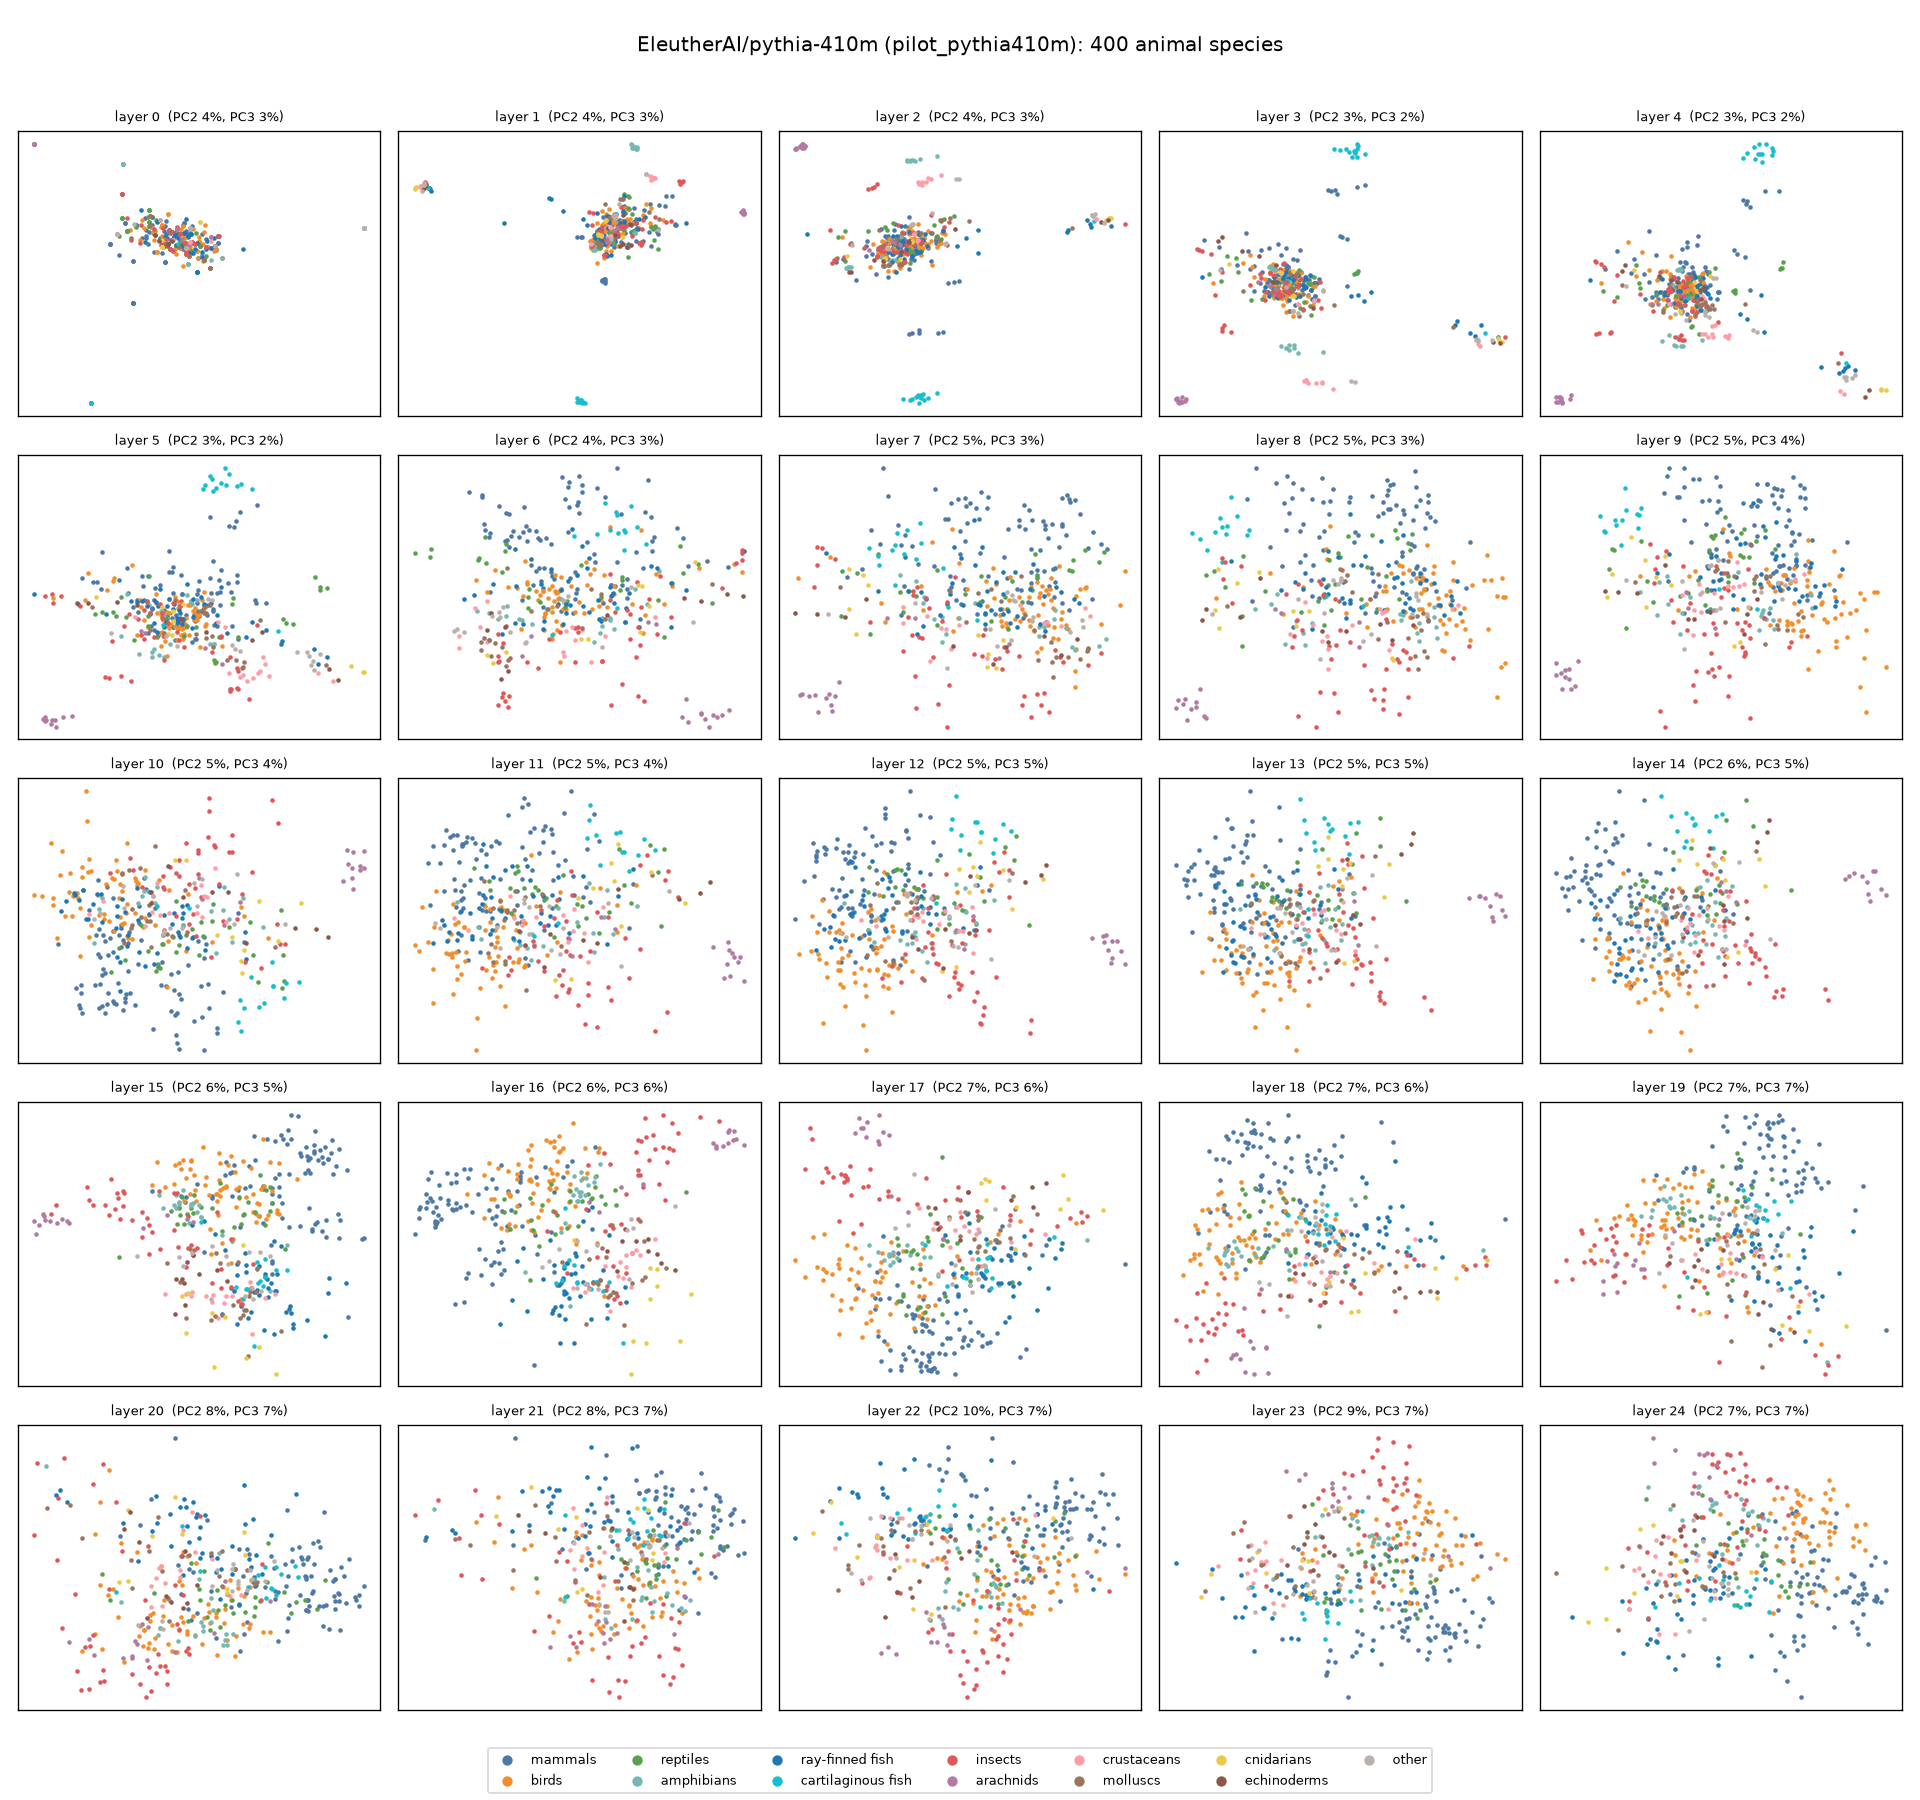 EleutherAI/pythia-410m (pilot_pythia410m): 400 animal species
layer 0 (PC2 4%, PC3 3%)
layer 1 (PC2 4%, PC3 3%)
layer 2 (PC2 4%, PC3 3%)
layer 3 (PC2 3%, PC3 2%)
layer 4 (PC2 3%, PC3 2%)
layer 5 (PC2 3%, PC3 2%)
layer 6 (PC2 4%, PC3 3%)
layer 7 (PC2 5%, PC3 3%)
layer 8 (PC2 5%, PC3 3%)
layer 9 (PC2 5%, PC3 4%)
layer 10 (PC2 5%, PC3 4%)
layer 11 (PC2 5%, PC3 4%)
layer 12 (PC2 5%, PC3 5%)
layer 13 (PC2 5%, PC3 5%)
layer 14 (PC2 6%, PC3 5%)
layer 15 (PC2 6%, PC3 5%)
layer 16 (PC2 6%, PC3 6%)
layer 17 (PC2 7%, PC3 6%)
layer 18 (PC2 7%, PC3 6%)
layer 19 (PC2 7%, PC3 7%)
layer 20 (PC2 8%, PC3 7%)
layer 21 (PC2 8%, PC3 7%)
layer 22 (PC2 10%, PC3 7%)
layer 23 (PC2 9%, PC3 7%)
layer 24 (PC2 7%, PC3 7%)
mammals
birds
reptiles
amphibians
ray-finned fish
cartilaginous fish
insects
arachnids
crustaceans
molluscs
cnidarians
echinoderms
other